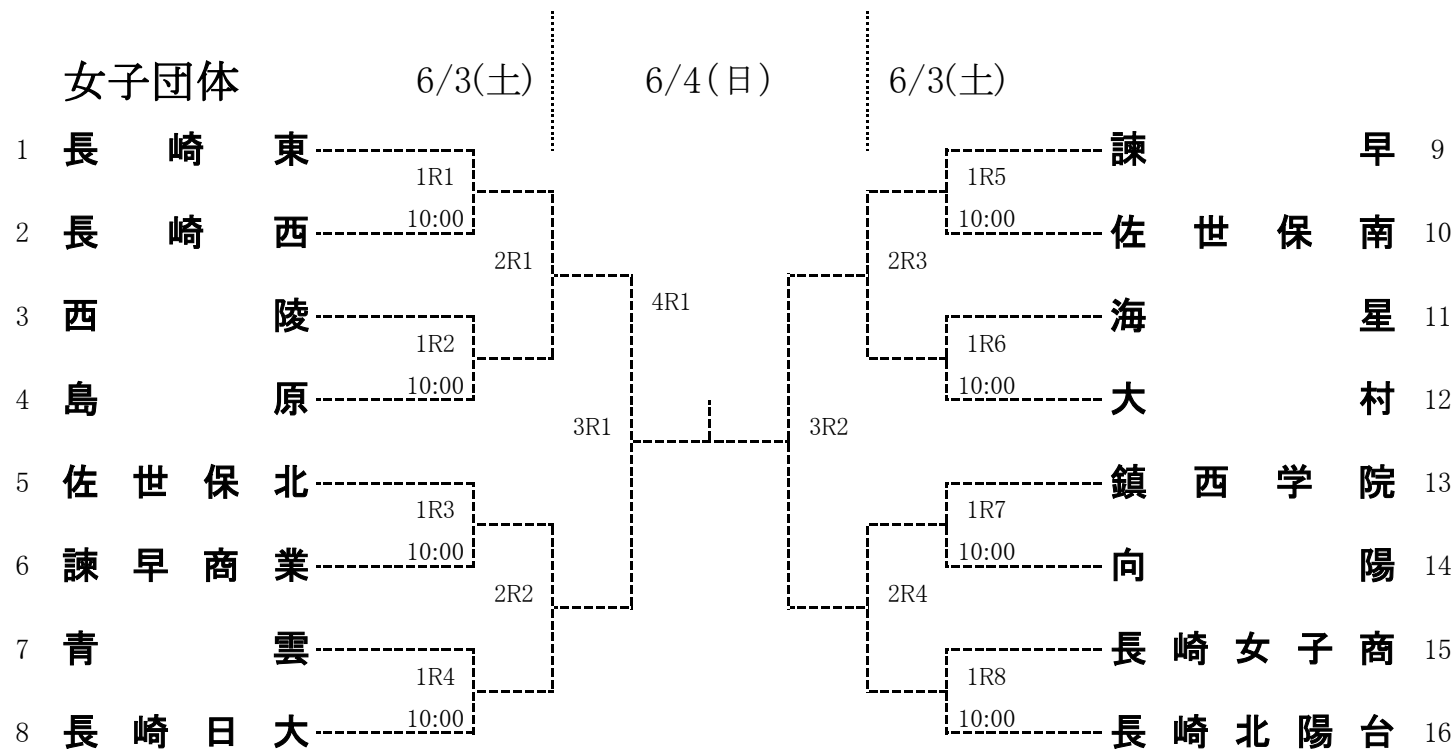 女子団体 6/3(土) 6/4(日) 6/3(土)
1 長崎東 諫早 9
1R1 1R5
10:00 10:00
2 長崎西 佐世保南 10
2R1 2R3
4R1
3 西陵 海星 11
1R2 1R6
10:00 10:00
4 島原 大村 12
3R1 3R2
5 佐世保北 鎮西学院 13
1R3 1R7
10:00 10:00
6 諫早商業 向陽 14
2R2 2R4
7 青雲 長崎女子商 15
1R4 1R8
10:00 10:00
8 長崎日大 長崎北陽台 16